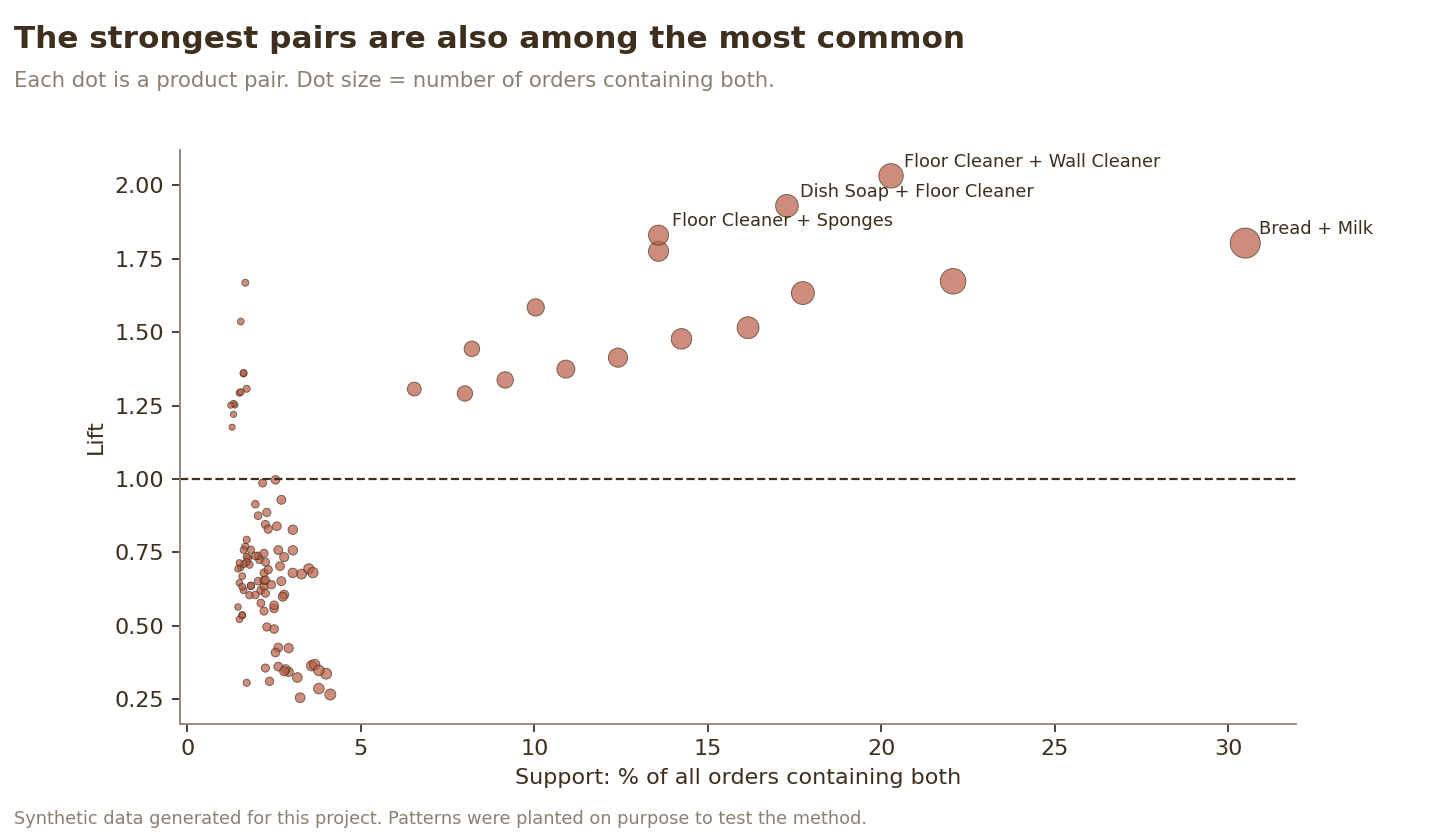 The strongest pairs are also among the most common
Each dot is a product pair. Dot size = number of orders containing both.
Floor Cleaner + Wall Cleaner
Dish Soap + Floor Cleaner
Floor Cleaner + Sponges
Bread + Milk
Lift
2.00
1.75
1.50
1.25
1.00
0.75
0.50
0.25
0 5 10 15 20 25 30
Support: % of all orders containing both
Synthetic data generated for this project. Patterns were planted on purpose to test the method.